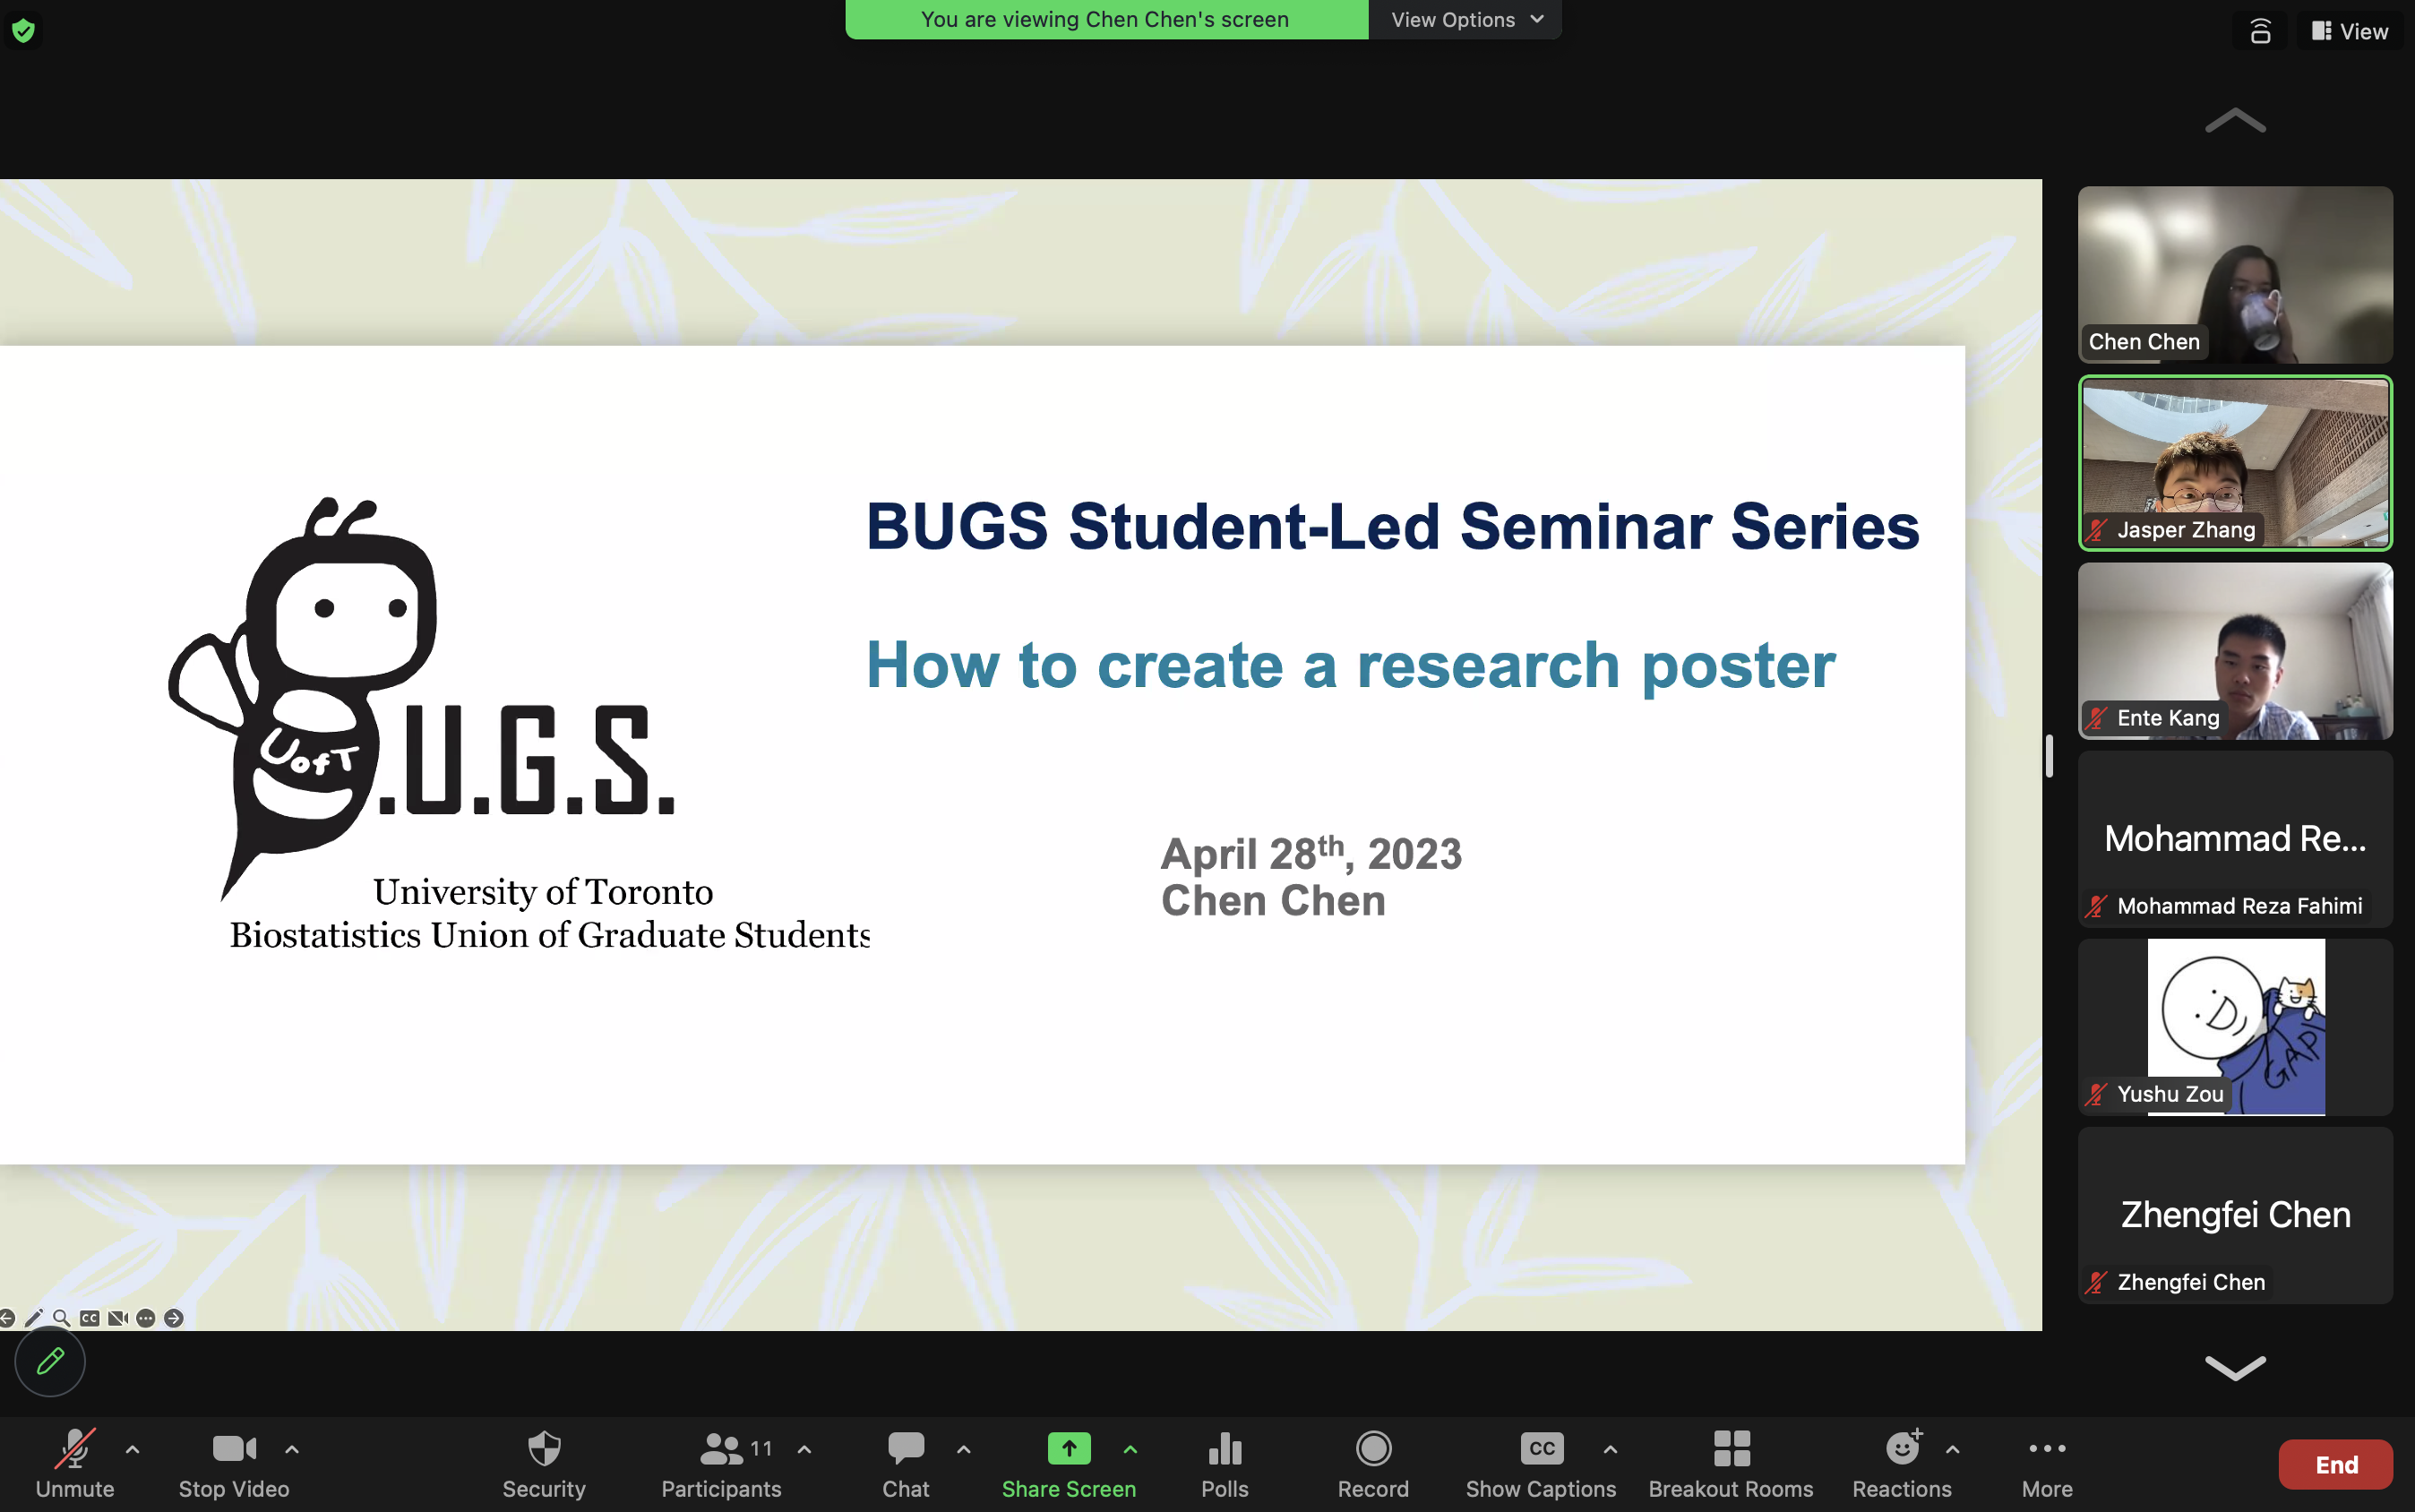 You are viewing Chen Chen's screen
View Options
View
BUGS Student-Led Seminar Series
How to create a research poster
UofT
.U.G.S.
University of Toronto
Biostatistics Union of Graduate Students
April 28th, 2023
Chen Chen
Chen Chen
Jasper Zhang
Ente Kang
Mohammad Re...
Mohammad Reza Fahimi
GAP
Yushu Zou
Zhengfei Chen
Zhengfei Chen
CC
Unmute
Stop Video
Security
11
Participants
Chat
Share Screen
Polls
Record
CC
Show Captions
Breakout Rooms
Reactions
More
End